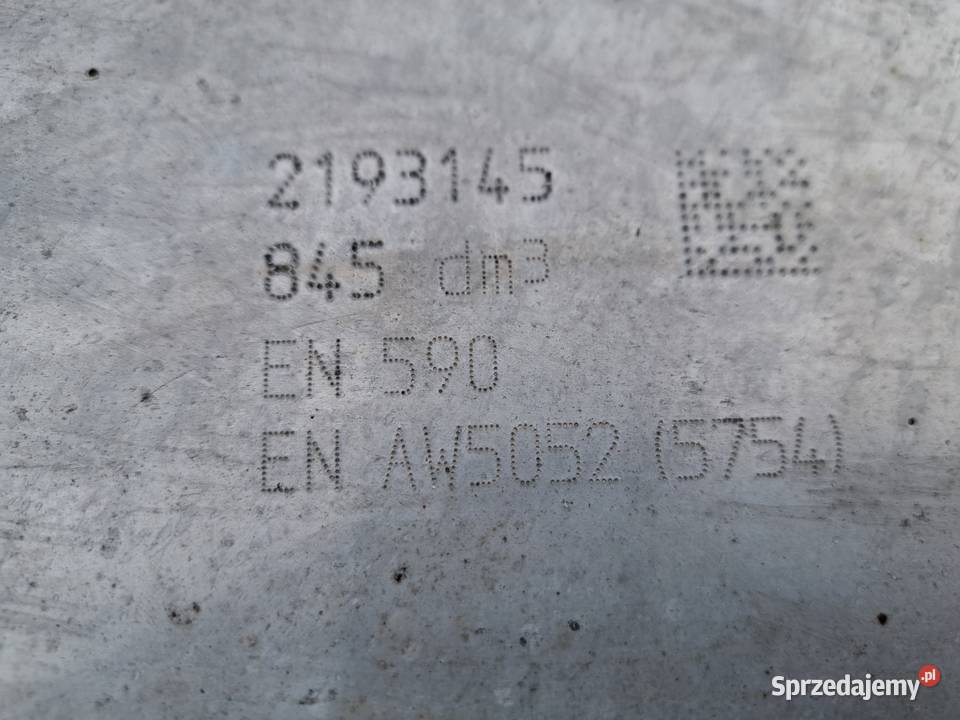 2193145
845 dm³
EN 590
EN AW5052 (5754)
Sprzedajemy.pl